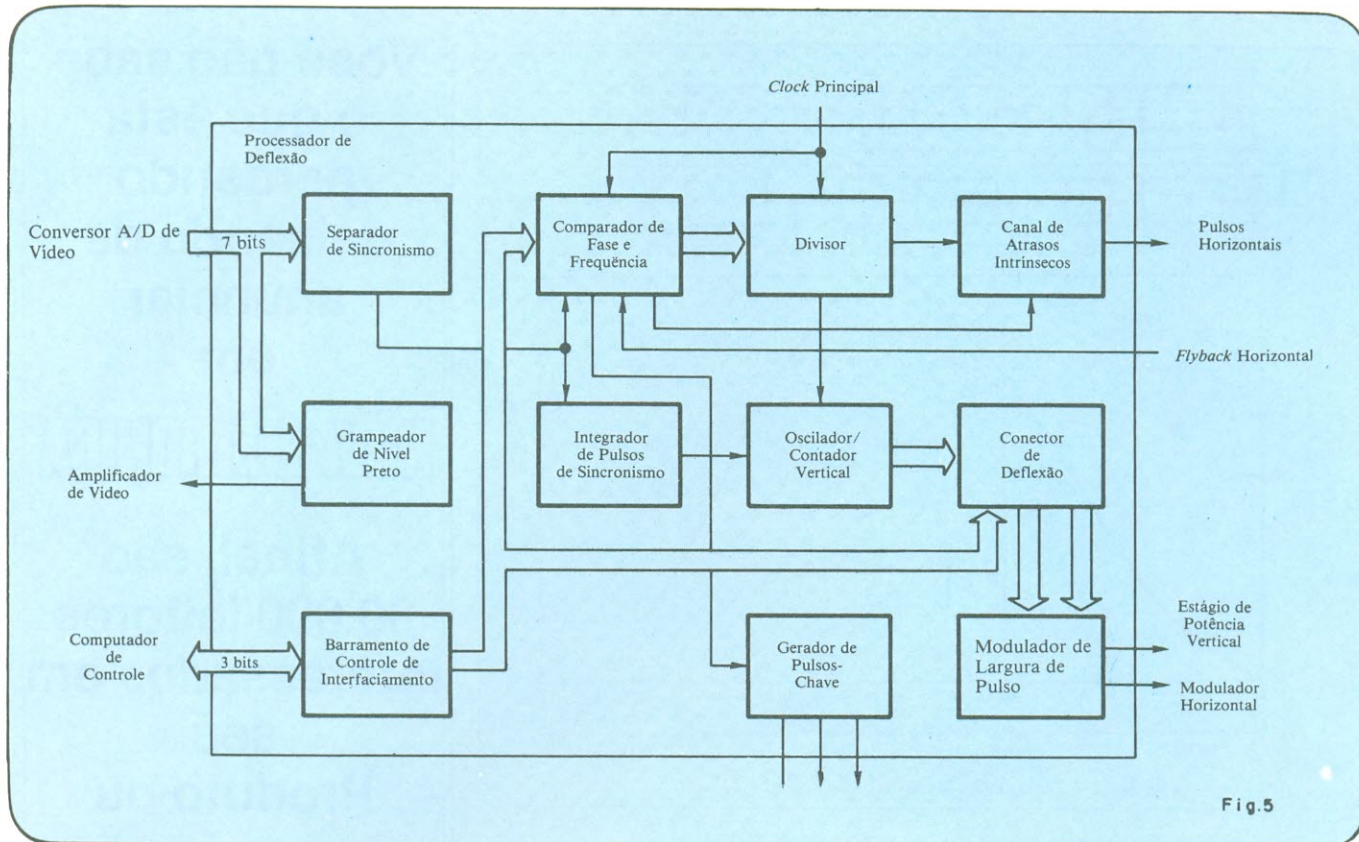 Clock Principal
Processador de
Deflexão
Conversor A/D de
Vídeo
7 bits
Separador
de Sincronismo
Comparador de
Fase e
Frequência
Divisor
Canal de
Atrasos
Intrínsecos
Pulsos
Horizontais
Flyback Horizontal
Grampeador
de Nível
Preto
Amplificador
de Video
Integrador
de Pulsos
de Sincronismo
Oscilador/
Contador
Vertical
Conector
de
Deflexão
Computador
de
Controle
3 bits
Barramento de
Controle de
Interfaciamento
Gerador de
Pulsos-
Chave
Modulador de
Largura de
Pulso
Estágio de
Potência
Vertical
Modulador
Horizontal
Fig.5